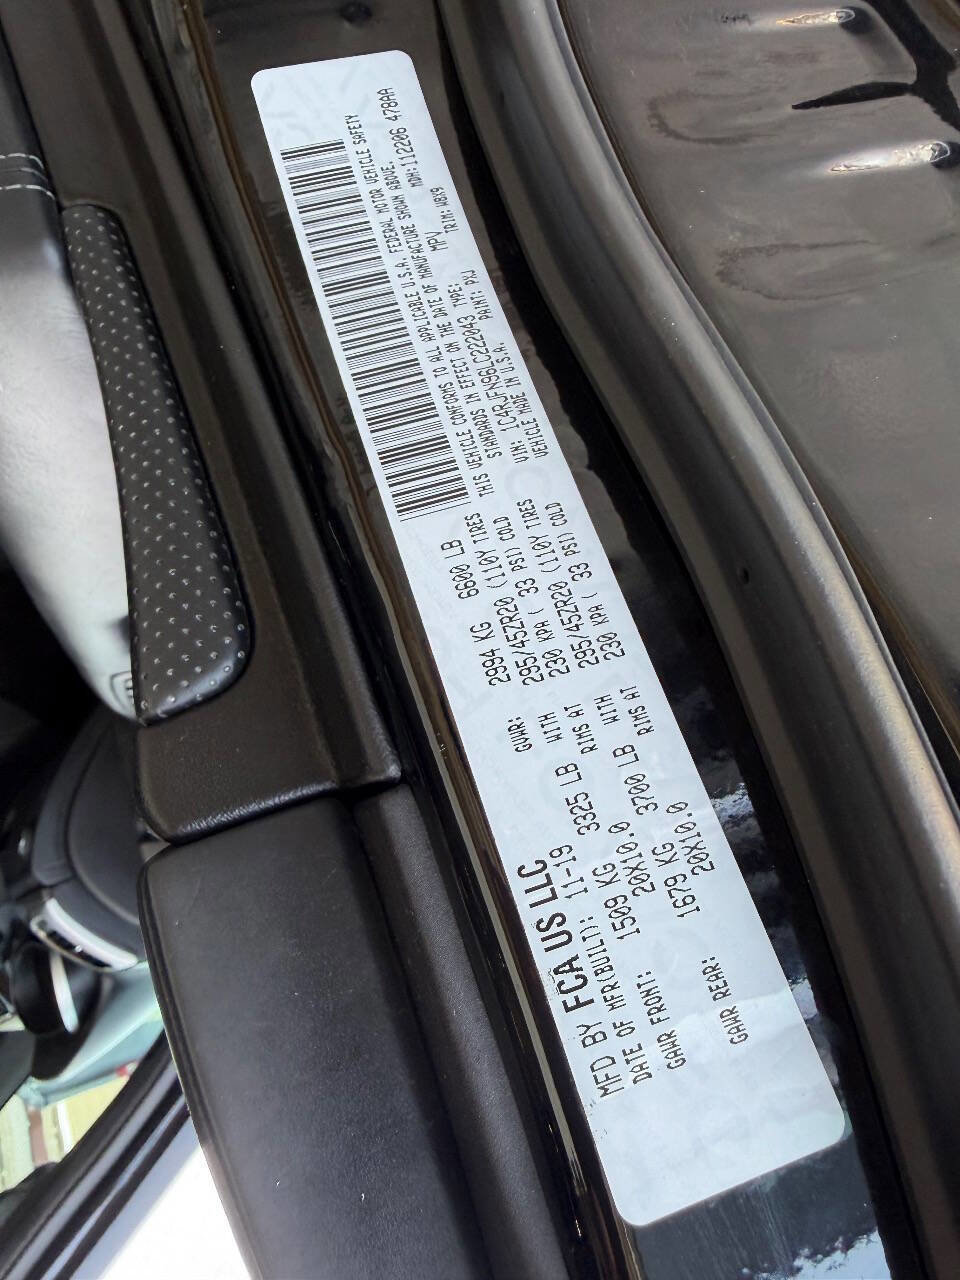 MFD BY FCA US LLC
DATE OF MFR(BUILT): 11-19 GVWR: 2994 KG 6600 LB
GAWR FRONT: 1509 KG 3325 LB WITH 295/45ZR20 (110Y TIRES
20X10.0 RIMS AT 230 KPA ( 33 PSI) COLD
GAWR REAR: 1679 KG 3700 LB WITH 295/45ZR20 (110Y TIRES
20X10.0 RIMS AT 230 KPA ( 33 PSI) COLD
THIS VEHICLE CONFORMS TO ALL APPLICABLE U.S.A. FEDERAL MOTOR VEHICLE SAFETY
STANDARDS IN EFFECT ON THE DATE OF MANUFACTURE SHOWN ABOVE.
VIN: 1C4RJFN96LC222043 TYPE: MPV MDH: 112206 478AA
VEHICLE MADE IN U.S.A. PAINT: PXJ TRIM: W8X9